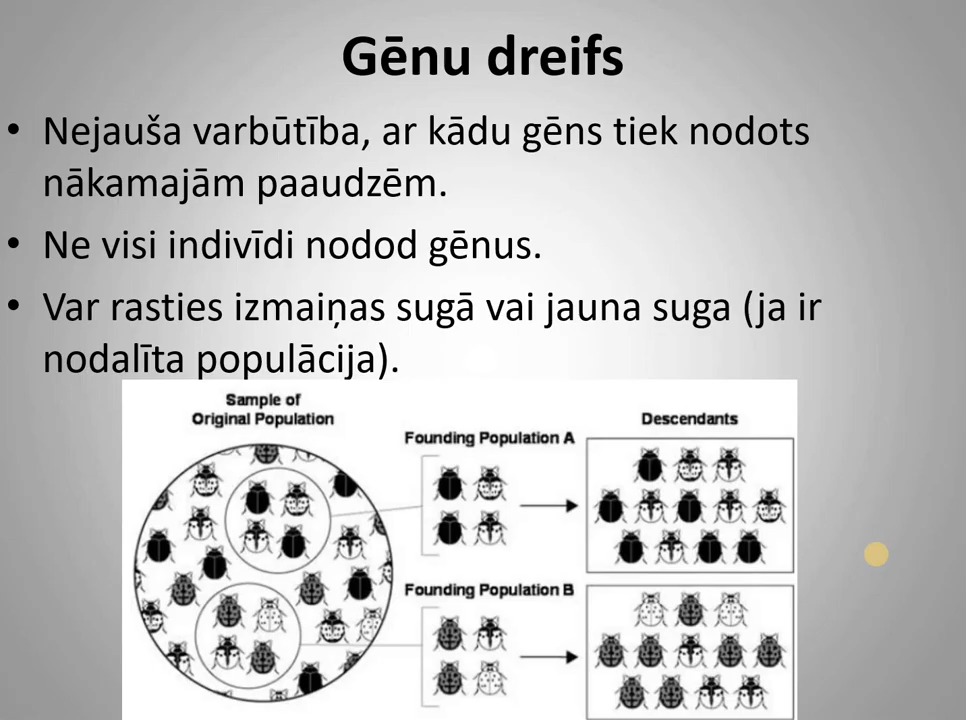 Gēnu dreifs
• Nejauša varbūtība, ar kādu gēns tiek nodots
nākamajām paaudzēm.
• Ne visi indivīdi nodod gēnus.
• Var rasties izmaiņas sugā vai jauna suga (ja ir
nodalīta populācija).
Sample of
Original Population
Founding Population A
Descendants
Founding Population B